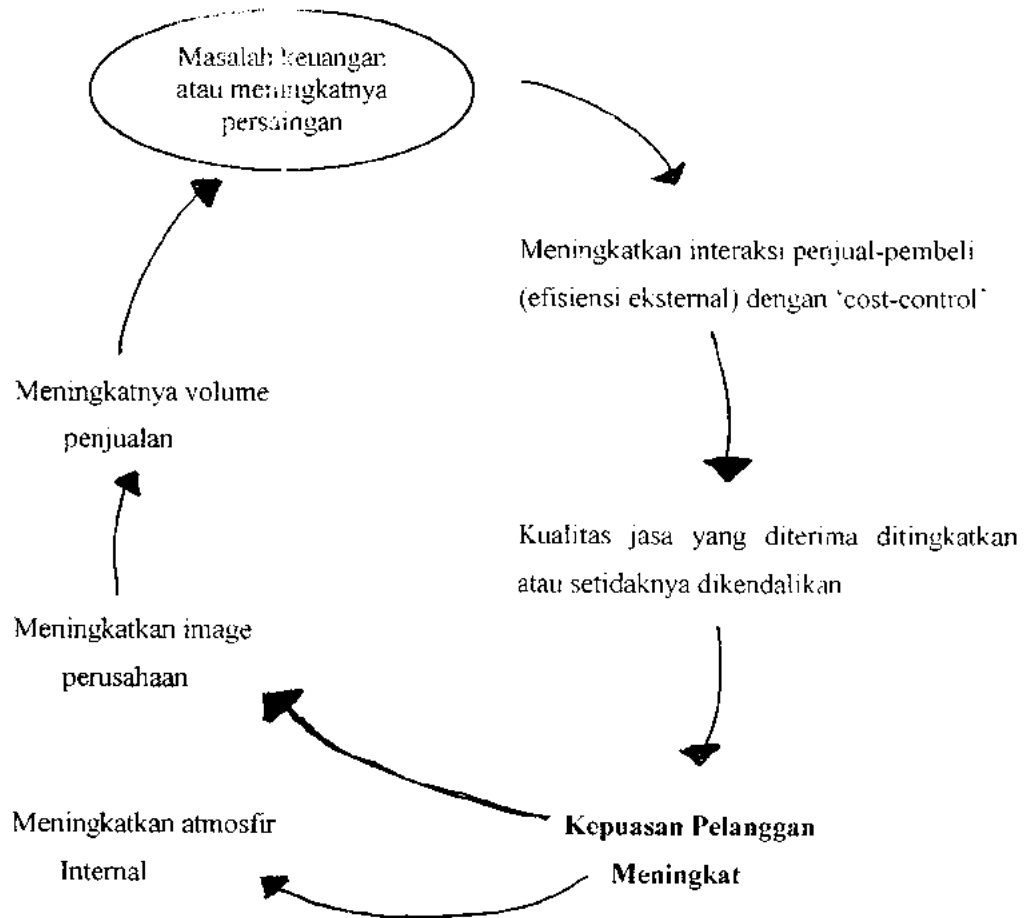 Masalah keuangan
atau meningkatnya
persaingan
Meningkatkan interaksi penjual-pembeli
(efisiensi eksternal) dengan ‘cost-control’
Meningkatnya volume
penjualan
Kualitas jasa yang diterima ditingkatkan
atau setidaknya dikendalikan
Meningkatkan image
perusahaan
Meningkatkan atmosfir
Internal
Kepuasan Pelanggan
Meningkat